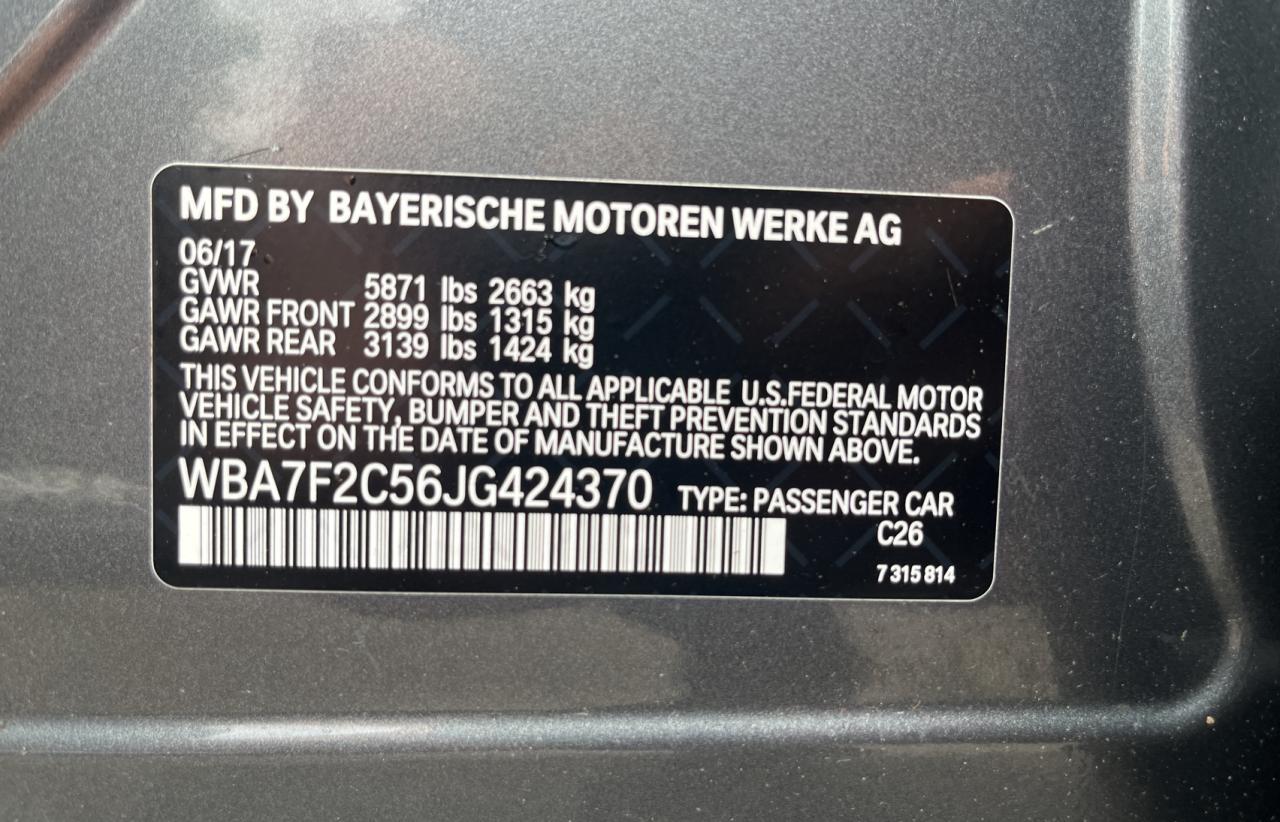 MFD BY BAYERISCHE MOTOREN WERKE AG
06/17
GVWR 5871 lbs 2663 kg
GAWR FRONT 2899 lbs 1315 kg
GAWR REAR 3139 lbs 1424 kg
THIS VEHICLE CONFORMS TO ALL APPLICABLE U.S.FEDERAL MOTOR
VEHICLE SAFETY, BUMPER AND THEFT PREVENTION STANDARDS
IN EFFECT ON THE DATE OF MANUFACTURE SHOWN ABOVE.
WBA7F2C56JG424370 TYPE: PASSENGER CAR
C26
7 315 814